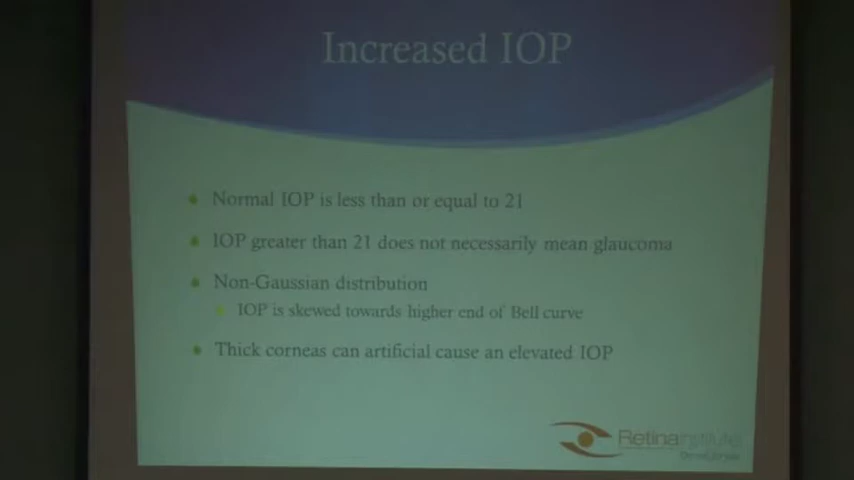 Increased IOP
Normal IOP is less than or equal to 21
IOP greater than 21 does not necessarily mean glaucoma
Non-Gaussian distribution
IOP is skewed towards higher end of Bell curve
Thick corneas can artificial cause an elevated IOP
RetinaInstitute